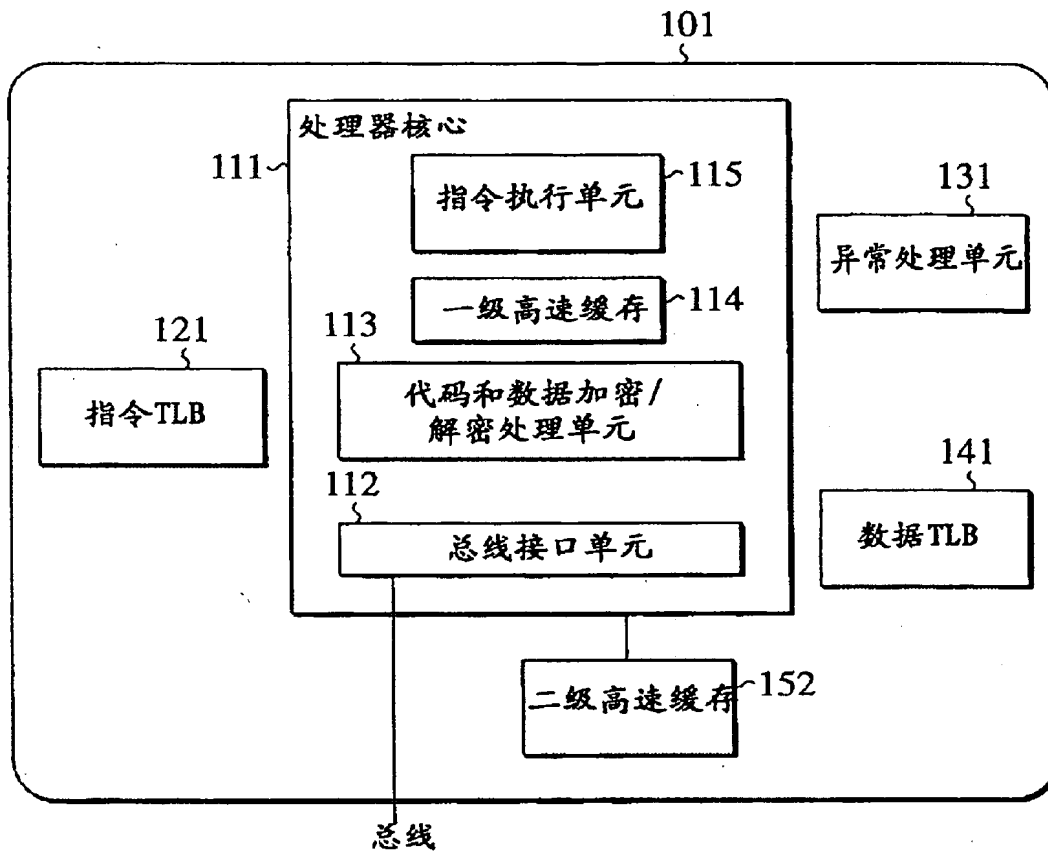 101
处理器核心
111
115
指令执行单元
131
异常处理单元
一级高速缓存
114
113
121
代码和数据加密/
解密处理单元
指令TLB
112
141
总线接口单元
数据TLB
二级高速缓存
152
总线